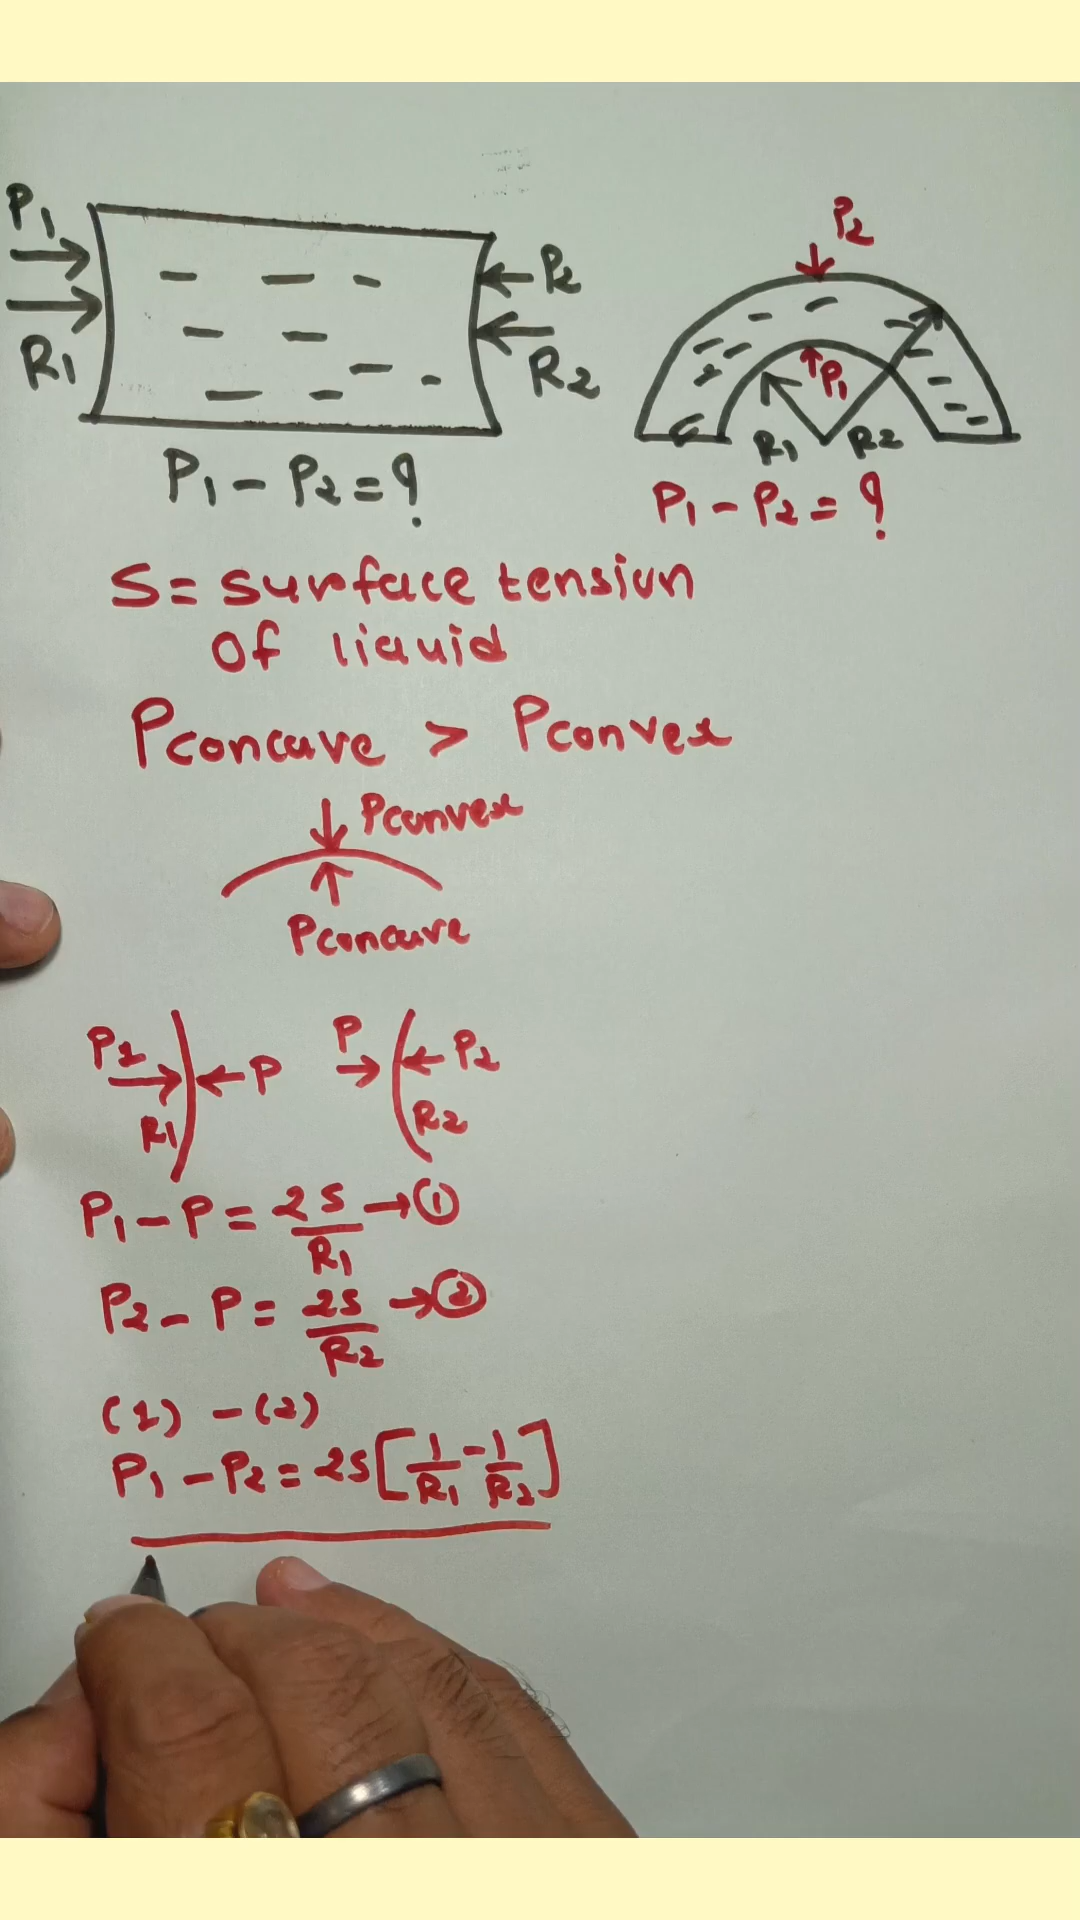 P₁
P₂
R₁
R₂
P₁ - P₂ = ?
P₂
P₁
R₁ R₂
P₁ - P₂ = ?
S = surface tension
of liquid
Pconcave > Pconvex
Pconvex
Pconcave
P₁ P P P₂
R₁ R₂
P₁ - P = 2S/R₁ → ①
P₂ - P = 2S/R₂ → ②
(1) - (2)
P₁ - P₂ = 2S[1/R₁ - 1/R₂]